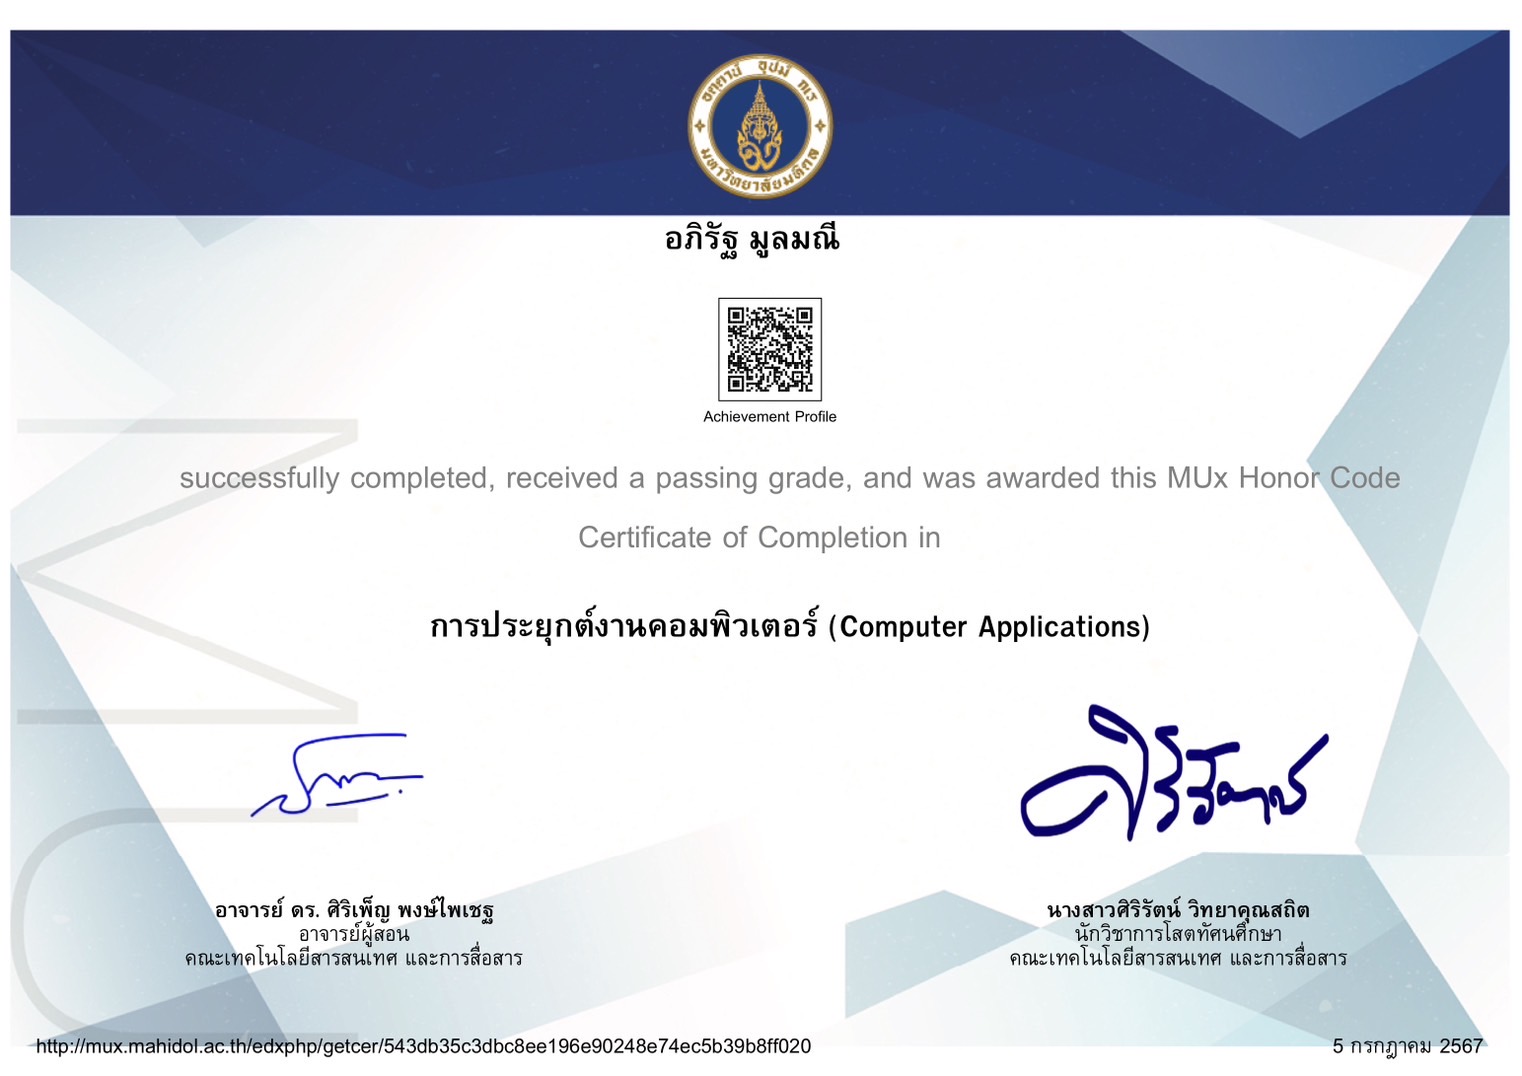 อตฺตานํ อุปมํ กเร
มหาวิทยาลัยมหิดล
อภิรัฐ มูลมณี
Achievement Profile
successfully completed, received a passing grade, and was awarded this MUx Honor Code
Certificate of Completion in
การประยุกต์งานคอมพิวเตอร์ (Computer Applications)
อาจารย์ ดร. ศิริเพ็ญ พงษ์ไพเชฐ
อาจารย์ผู้สอน
คณะเทคโนโลยีสารสนเทศ และการสื่อสาร
นางสาวศิริรัตน์ วิทยาคุณสถิต
นักวิชาการโสตทัศนศึกษา
คณะเทคโนโลยีสารสนเทศ และการสื่อสาร
http://mux.mahidol.ac.th/edxphp/getcer/543db35c3dbc8ee196e90248e74ec5b39b8ff020
5 กรกฎาคม 2567